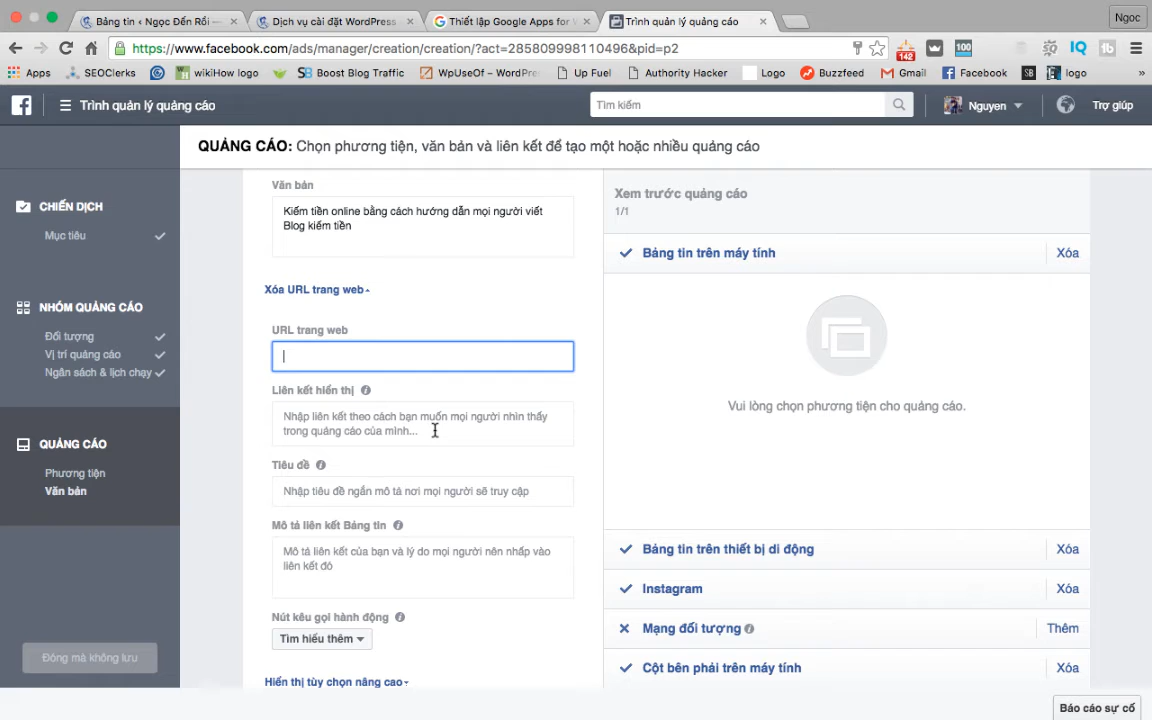 Bảng tin ‹ Ngọc Đến Rồi —
Dịch vụ cài đặt WordPress
Thiết lập Google Apps for W
Trình quản lý quảng cáo
Ngoc
https://www.facebook.com/ads/manager/creation/creation/?act=285809998110496&pid=p2
142
100
IQ
Apps
SEOClerks
wikiHow logo
Boost Blog Traffic
WpUseOf – WordPre
Up Fuel
Authority Hacker
Logo
Buzzfeed
Gmail
Facebook
SB
logo
»
Trình quản lý quảng cáo
Tìm kiếm
Nguyen
Trợ giúp
QUẢNG CÁO: Chọn phương tiện, văn bản và liên kết để tạo một hoặc nhiều quảng cáo
CHIẾN DỊCH
Mục tiêu
NHÓM QUẢNG CÁO
Đối tượng
Vị trí quảng cáo
Ngân sách & lịch chạy
QUẢNG CÁO
Phương tiện
Văn bản
Đóng mà không lưu
Văn bản
Kiếm tiền online bằng cách hướng dẫn mọi người viết
Blog kiếm tiền
Xóa URL trang web
URL trang web
Liên kết hiển thị
Nhập liên kết theo cách bạn muốn mọi người nhìn thấy
trong quảng cáo của mình...
Tiêu đề
Nhập tiêu đề ngắn mô tả nơi mọi người sẽ truy cập
Mô tả liên kết Bảng tin
Mô tả liên kết của bạn và lý do mọi người nên nhấp vào
liên kết đó
Nút kêu gọi hành động
Tìm hiểu thêm
Hiển thị tùy chọn nâng cao
Xem trước quảng cáo
1/1
Bảng tin trên máy tính
Xóa
Vui lòng chọn phương tiện cho quảng cáo.
Bảng tin trên thiết bị di động
Xóa
Instagram
Xóa
Mạng đối tượng
Thêm
Cột bên phải trên máy tính
Xóa
Báo cáo sự cố